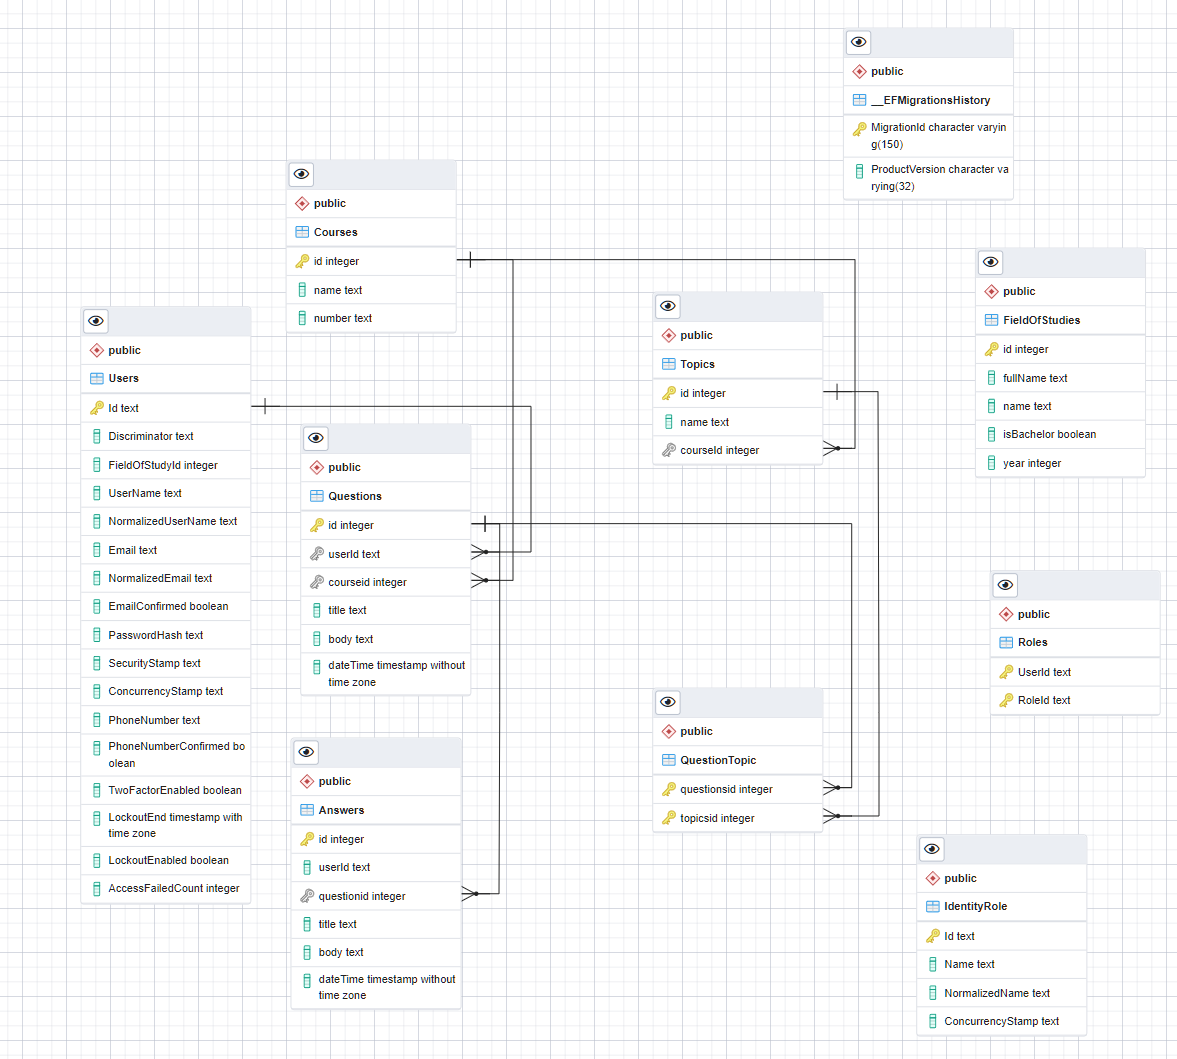 public
__EFMigrationsHistory
MigrationId character varyin
g(150)
ProductVersion character va
rying(32)
public
Courses
id integer
name text
number text
public
FieldOfStudies
id integer
fullName text
name text
isBachelor boolean
year integer
public
Topics
id integer
name text
courseId integer
public
Users
Id text
Discriminator text
FieldOfStudyId integer
UserName text
NormalizedUserName text
Email text
NormalizedEmail text
EmailConfirmed boolean
PasswordHash text
SecurityStamp text
ConcurrencyStamp text
PhoneNumber text
PhoneNumberConfirmed bo
olean
TwoFactorEnabled boolean
LockoutEnd timestamp with
time zone
LockoutEnabled boolean
AccessFailedCount integer
public
Questions
id integer
userId text
courseid integer
title text
body text
dateTime timestamp without
time zone
public
Roles
UserId text
RoleId text
public
QuestionTopic
questionsid integer
topicsid integer
public
Answers
id integer
userId text
questionid integer
title text
body text
dateTime timestamp without
time zone
public
IdentityRole
Id text
Name text
NormalizedName text
ConcurrencyStamp text